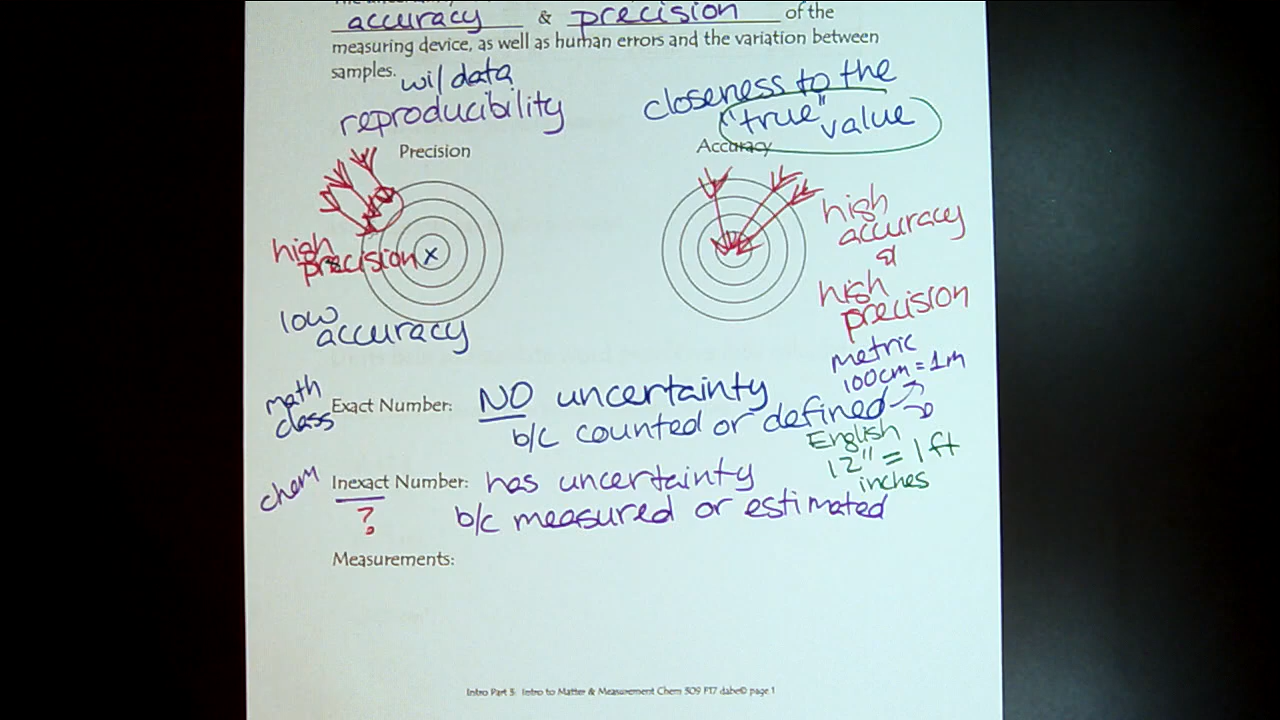 accuracy & precision of the
measuring device, as well as human errors and the variation between
samples.
w/ data
reproducibility
closeness to the
"true" value
Precision
Accuracy
high
precision
x
low
accuracy
high
accuracy
&
high
precision
metric
100cm = 1m
math
class
Exact Number: NO uncertainty
b/c counted or defined
English
12" = 1 ft
inches
chem
Inexact Number: has uncertainty
?
b/c measured or estimated
Measurements:
Intro Part 3: Intro to Matter & Measurement Chem 309 F17 dabe© page 1